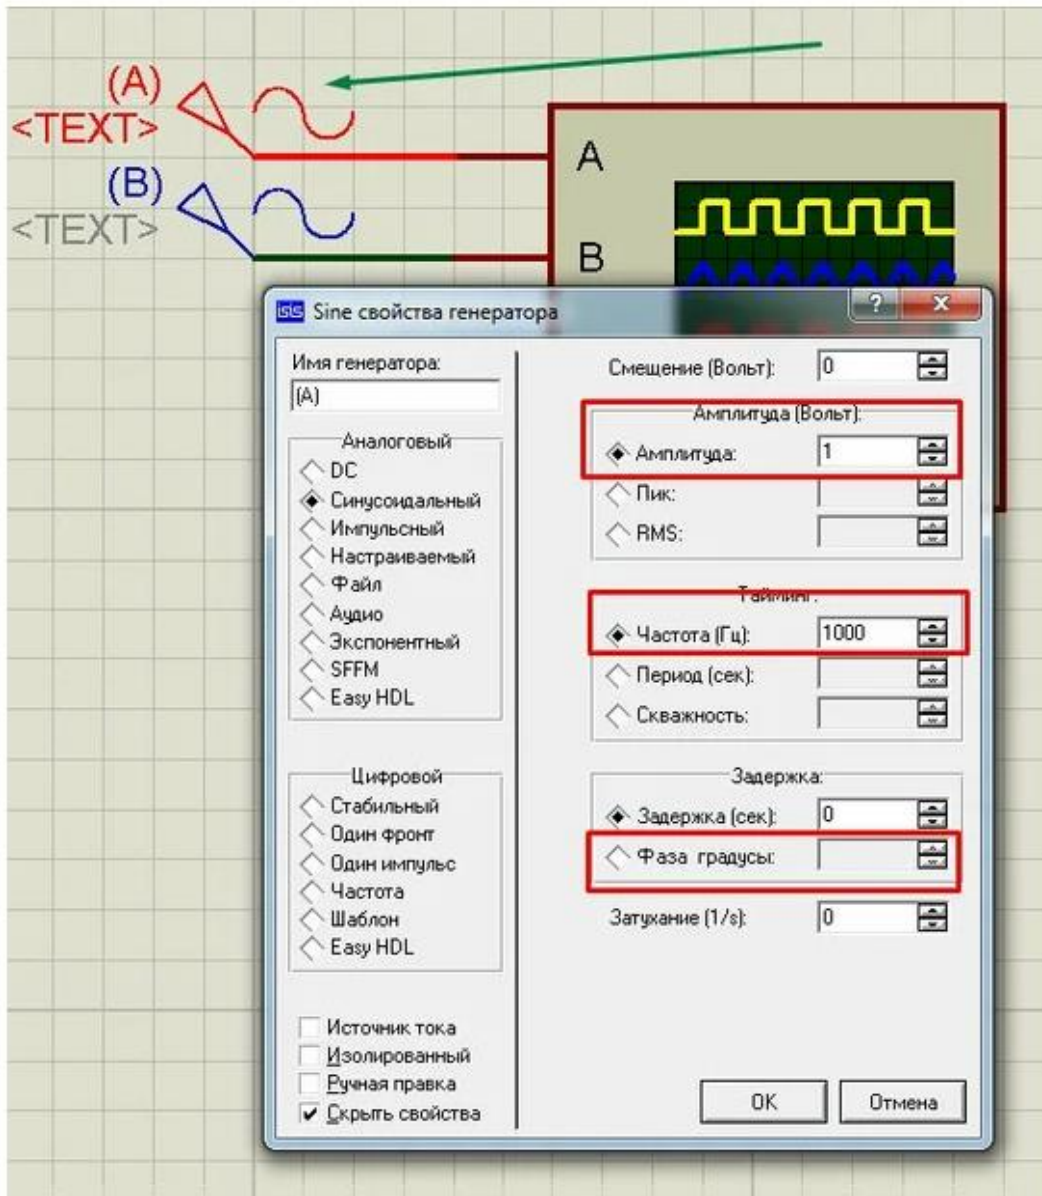 (A)
<TEXT>
(B)
<TEXT>
A
B
isis Sine свойства генератора
?
X
Имя генератора:
(A)
Аналоговый
DC
Синусоидальный
Импульсный
Настраиваемый
Файл
Аудио
Экспонентный
SFFM
Easy HDL
Цифровой
Стабильный
Один фронт
Один импульс
Частота
Шаблон
Easy HDL
Источник тока
Изолированный
Ручная правка
Скрыть свойства
Смещение (Вольт): 0
Амплитуда (Вольт):
Амплитуда: 1
Пик:
RMS:
Тайминг:
Частота (Гц): 1000
Период (сек):
Скважность:
Задержка:
Задержка (сек): 0
Фаза градусы:
Затухание (1/s): 0
OK
Отмена